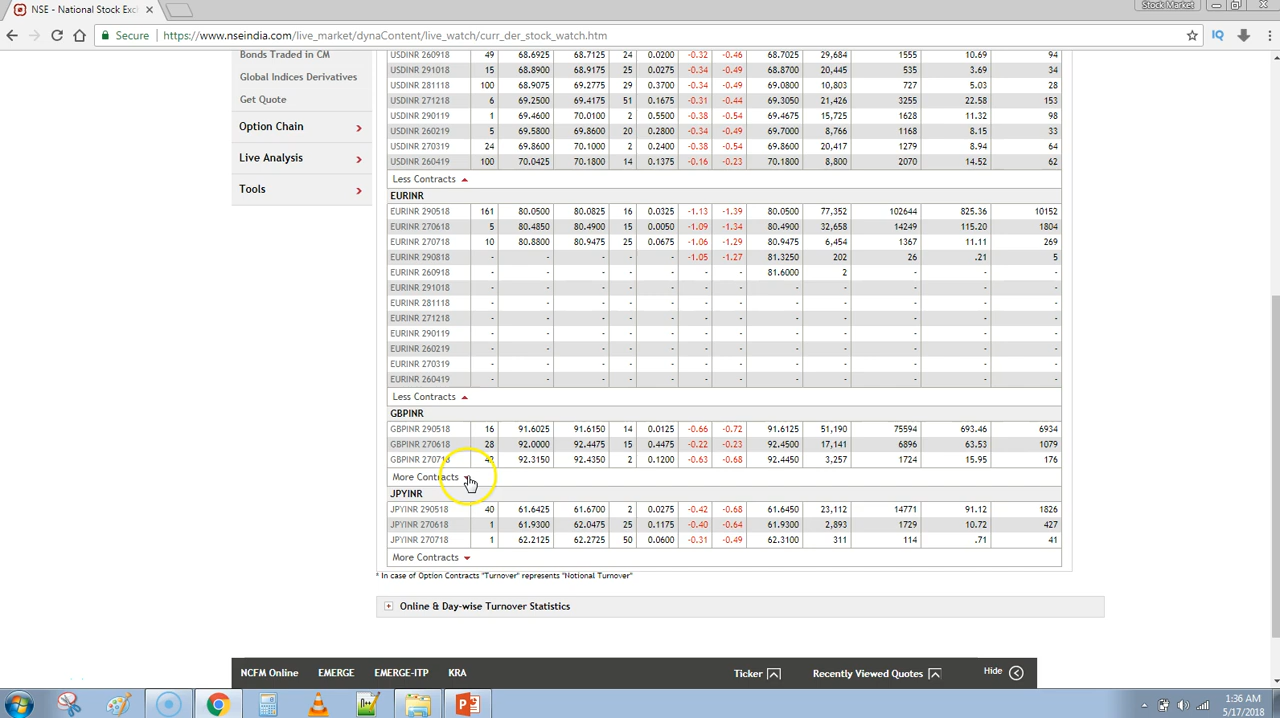 NSE - National Stock Exc
Stock Market
Secure https://www.nseindia.com/live_market/dynaContent/live_watch/curr_der_stock_watch.htm
Bonds Traded in CM
Global Indices Derivatives
Get Quote
Option Chain
Live Analysis
Tools
USDINR 260918 49 68.6925 68.7125 24 0.0200 -0.32 -0.46 68.7025 29,684 1555 10.69 94
USDINR 291018 15 68.8900 68.9175 25 0.0275 -0.34 -0.49 68.8700 20,445 535 3.69 34
USDINR 281118 100 68.9075 69.2775 29 0.3700 -0.34 -0.49 69.0800 10,803 727 5.03 28
USDINR 271218 6 69.2500 69.4175 51 0.1675 -0.31 -0.44 69.3050 21,426 3255 22.58 153
USDINR 290119 1 69.4600 70.0100 2 0.5500 -0.38 -0.54 69.4675 15,725 1628 11.32 98
USDINR 260219 5 69.5800 69.8600 20 0.2800 -0.34 -0.49 69.7000 8,766 1168 8.15 33
USDINR 270319 24 69.8600 70.1000 2 0.2400 -0.38 -0.54 69.8600 20,417 1279 8.94 64
USDINR 260419 100 70.0425 70.1800 14 0.1375 -0.16 -0.23 70.1800 8,800 2070 14.52 62
Less Contracts
EURINR
EURINR 290518 161 80.0500 80.0825 16 0.0325 -1.13 -1.39 80.0500 77,352 102644 825.36 10152
EURINR 270618 5 80.4850 80.4900 15 0.0050 -1.09 -1.34 80.4900 32,658 14249 115.20 1804
EURINR 270718 10 80.8800 80.9475 25 0.0675 -1.06 -1.29 80.9475 6,454 1367 11.11 269
EURINR 290818 - - - - - -1.05 -1.27 81.3250 202 26 .21 5
EURINR 260918 - - - - - - - 81.6000 2 - - -
EURINR 291018 - - - - - - - - - - - -
EURINR 281118 - - - - - - - - - - - -
EURINR 271218 - - - - - - - - - - - -
EURINR 290119 - - - - - - - - - - - -
EURINR 260219 - - - - - - - - - - - -
EURINR 270319 - - - - - - - - - - - -
EURINR 260419 - - - - - - - - - - - -
Less Contracts
GBPINR
GBPINR 290518 16 91.6025 91.6150 14 0.0125 -0.66 -0.72 91.6125 51,190 75594 693.46 6934
GBPINR 270618 28 92.0000 92.4475 15 0.4475 -0.22 -0.23 92.4500 17,141 6896 63.53 1079
GBPINR 270718 92.3150 92.4350 2 0.1200 -0.63 -0.68 92.4450 3,257 1724 15.95 176
More Contracts
JPYINR
JPYINR 290518 40 61.6425 61.6700 2 0.0275 -0.42 -0.68 61.6450 23,112 14771 91.12 1826
JPYINR 270618 1 61.9300 62.0475 25 0.1175 -0.40 -0.64 61.9300 2,893 1729 10.72 427
JPYINR 270718 1 62.2125 62.2725 50 0.0600 -0.31 -0.49 62.3100 311 114 .71 41
More Contracts
* In case of Option Contracts "Turnover" represents "Notional Turnover"
Online & Day-wise Turnover Statistics
NCFM Online EMERGE EMERGE-ITP KRA Ticker Recently Viewed Quotes Hide
1:36 AM
5/17/2018